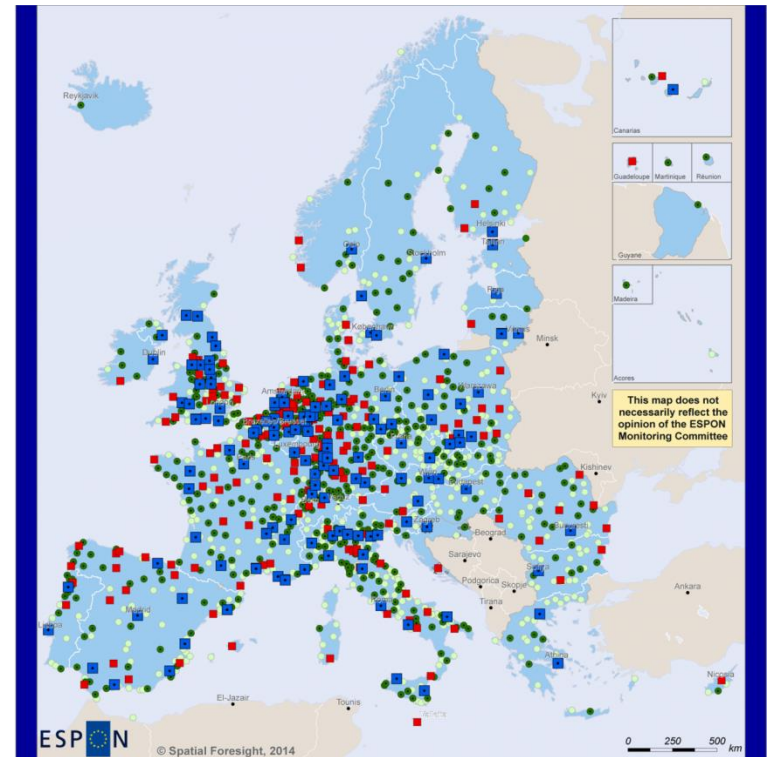 Reykjavik
Canarias
Guadeloupe
Martinique
Réunion
Guyane
Madeira
Acores
This map does not
necessarily reflect the
opinion of the ESPON
Monitoring Committee
Oslo
Helsinki
Tallinn
Stockholm
Riga
København
Vilnius
Minsk
Dublin
Berlin
Warszawa
Kyiv
Luxembourg
Kishinev
Budapest
Zagreb
Beograd
Bucuresti
Sarajevo
Podgorica
Skopje
Sofiya
Tirana
Ankara
Madrid
Lisboa
Athina
Nicosia
El-Jazair
Tounis
ESPON
© Spatial Foresight, 2014
0 250 500
km